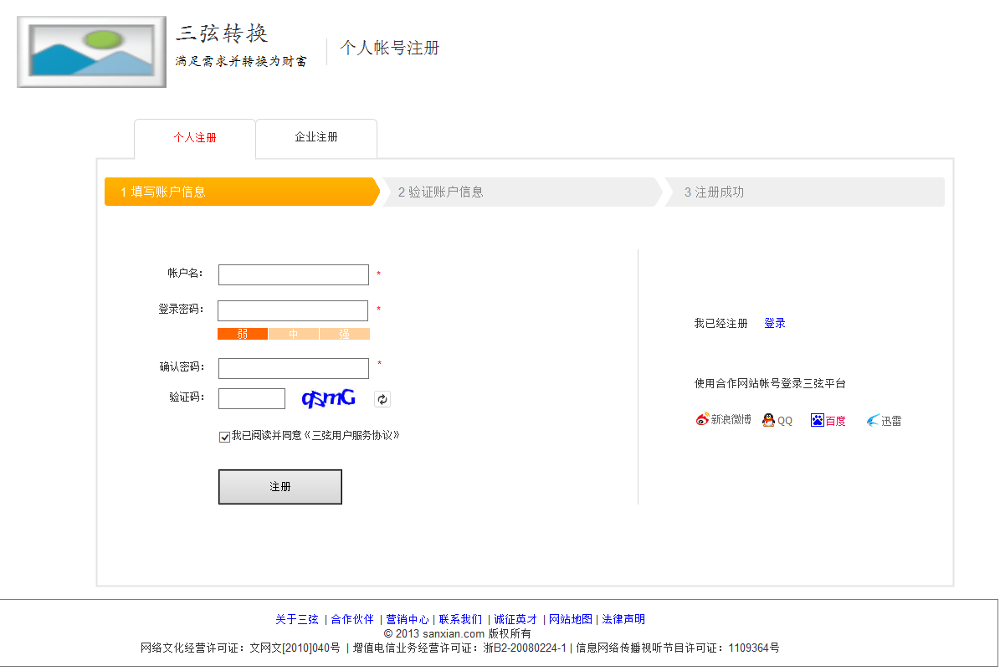 三弦转换
满足需求并转换为财富
个人帐号注册
个人注册
企业注册
1 填写账户信息
2 验证账户信息
3 注册成功
帐户名：
*
登录密码：
*
弱 中 强
确认密码：
*
验证码：
qsmG
我已阅读并同意《三弦用户服务协议》
注册
我已经注册 登录
使用合作网站帐号登录三弦平台
新浪微博 QQ 百度 迅雷
关于三弦 | 合作伙伴 | 营销中心 | 联系我们 | 诚征英才 | 网站地图 | 法律声明
© 2013 sanxian.com 版权所有
网络文化经营许可证：文网文[2010]040号 | 增值电信业务经营许可证：浙B2-20080224-1 | 信息网络传播视听节目许可证：1109364号